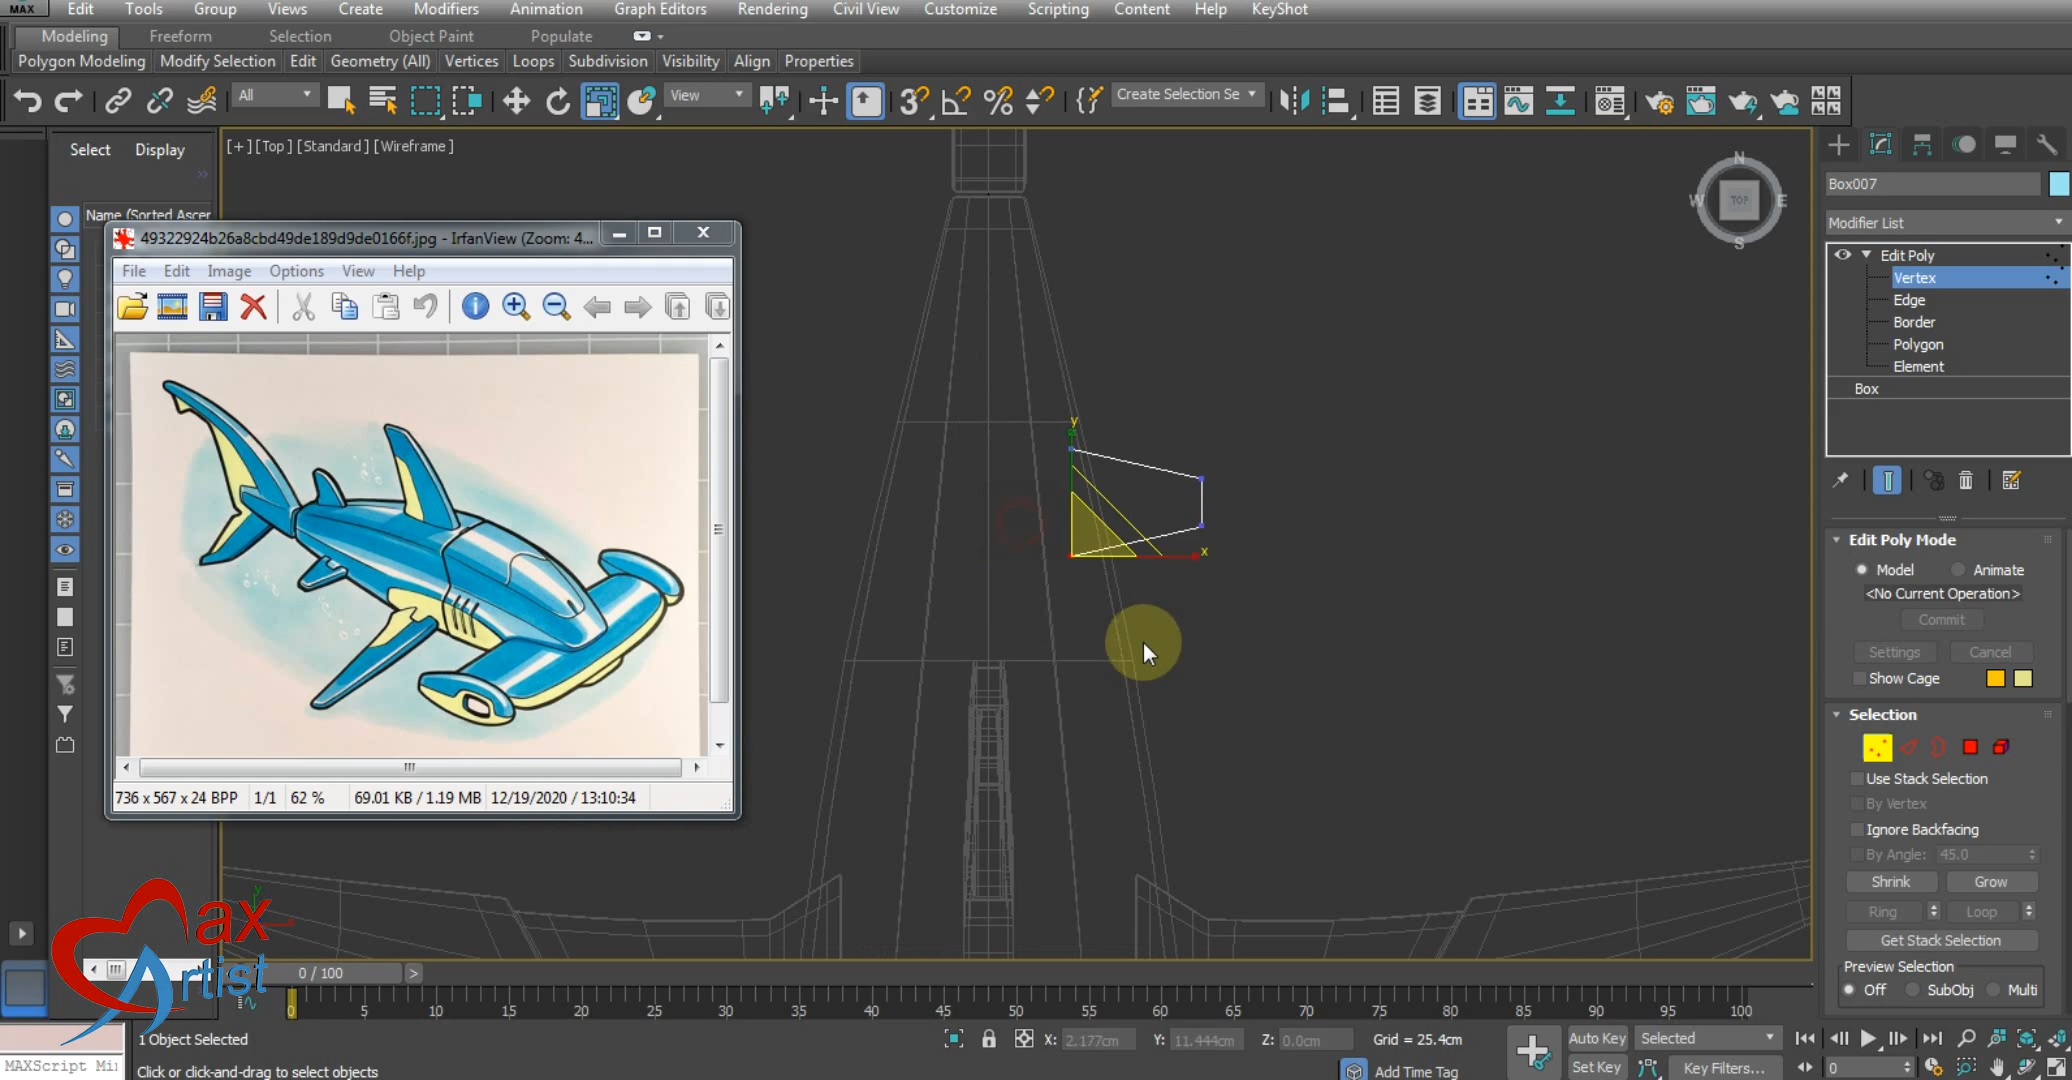 MAX Edit Tools Group Views Create Modifiers Animation Graph Editors Rendering Civil View Customize Scripting Content Help KeyShot
Modeling Freeform Selection Object Paint Populate
Polygon Modeling Modify Selection Edit Geometry (All) Vertices Loops Subdivision Visibility Align Properties
All View Create Selection Se
Select Display
[+] [Top] [Standard] [Wireframe]
N
W TOP E
S
Name (Sorted Ascer
49322924b26a8cbd49de189d9de0166f.jpg - IrfanView (Zoom: 4...
File Edit Image Options View Help
736 x 567 x 24 BPP 1/1 62 % 69.01 KB / 1.19 MB 12/19/2020 / 13:10:34
y
x
Box007
Modifier List
Edit Poly
Vertex
Edge
Border
Polygon
Element
Box
Edit Poly Mode
Model Animate
<No Current Operation>
Commit
Settings Cancel
Show Cage
Selection
Use Stack Selection
By Vertex
Ignore Backfacing
By Angle: 45.0
Shrink Grow
Ring Loop
Get Stack Selection
Preview Selection
Off SubObj Multi
y
Max
Artist
0 / 100 >
0 5 10 15 20 25 30 35 40 45 50 55 60 65 70 75 80 85 90 95 100
1 Object Selected X: 2.177cm Y: 11.444cm Z: 0.0cm Grid = 25.4cm Auto Key Selected
MAXScript Mi Click or click-and-drag to select objects Add Time Tag Set Key Key Filters... 0